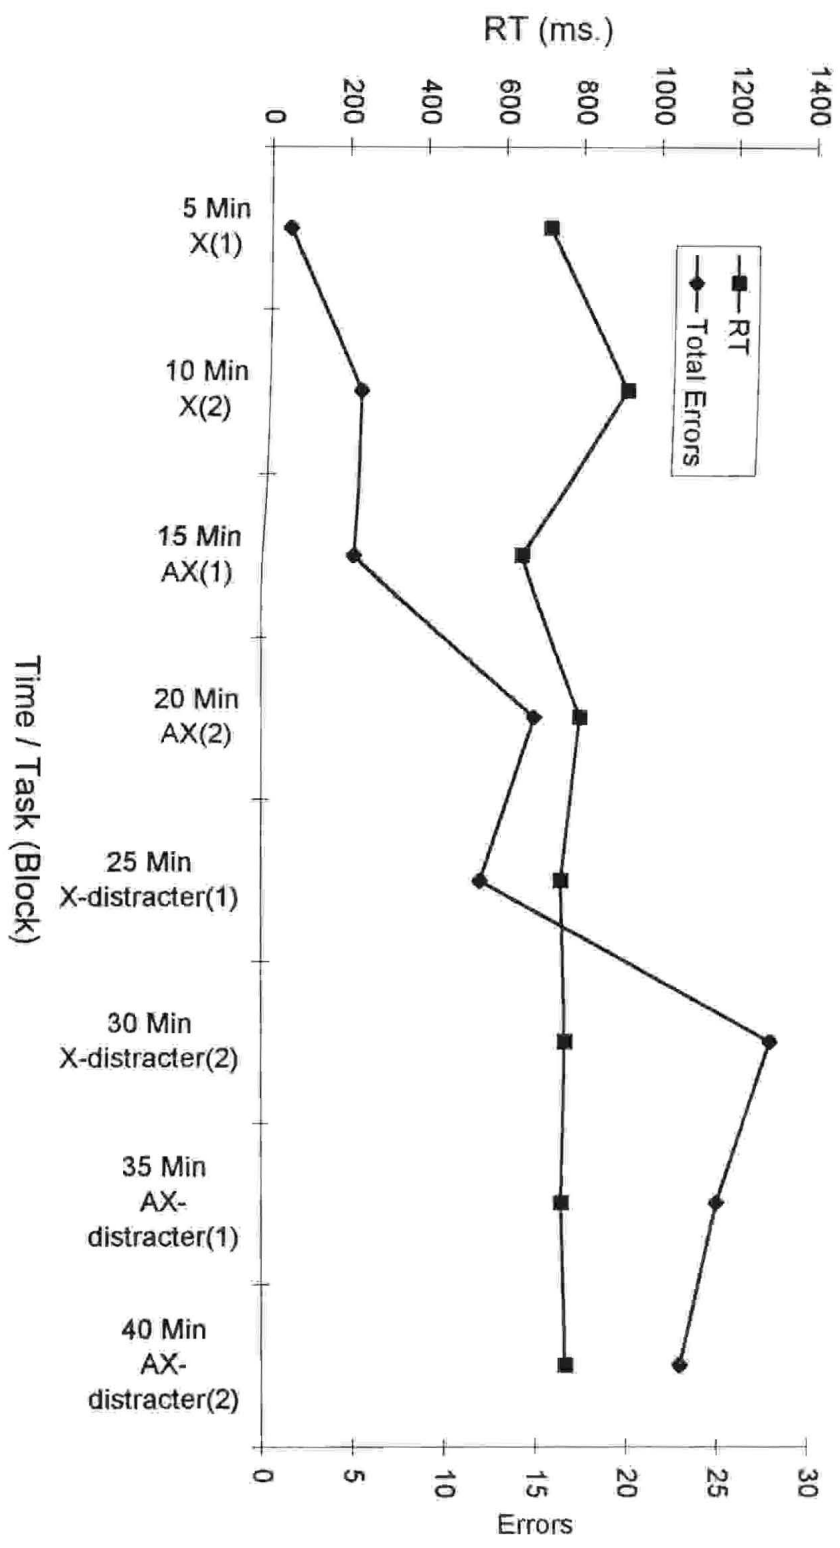 RT (ms.)
0
200
400
600
800
1000
1200
1400
RT
Total Errors
5 Min
X(1)
10 Min
X(2)
15 Min
AX(1)
20 Min
AX(2)
25 Min
X-distracter(1)
30 Min
X-distracter(2)
35 Min
AX-
distracter(1)
40 Min
AX-
distracter(2)
Time / Task (Block)
0
5
10
15
20
25
30
Errors